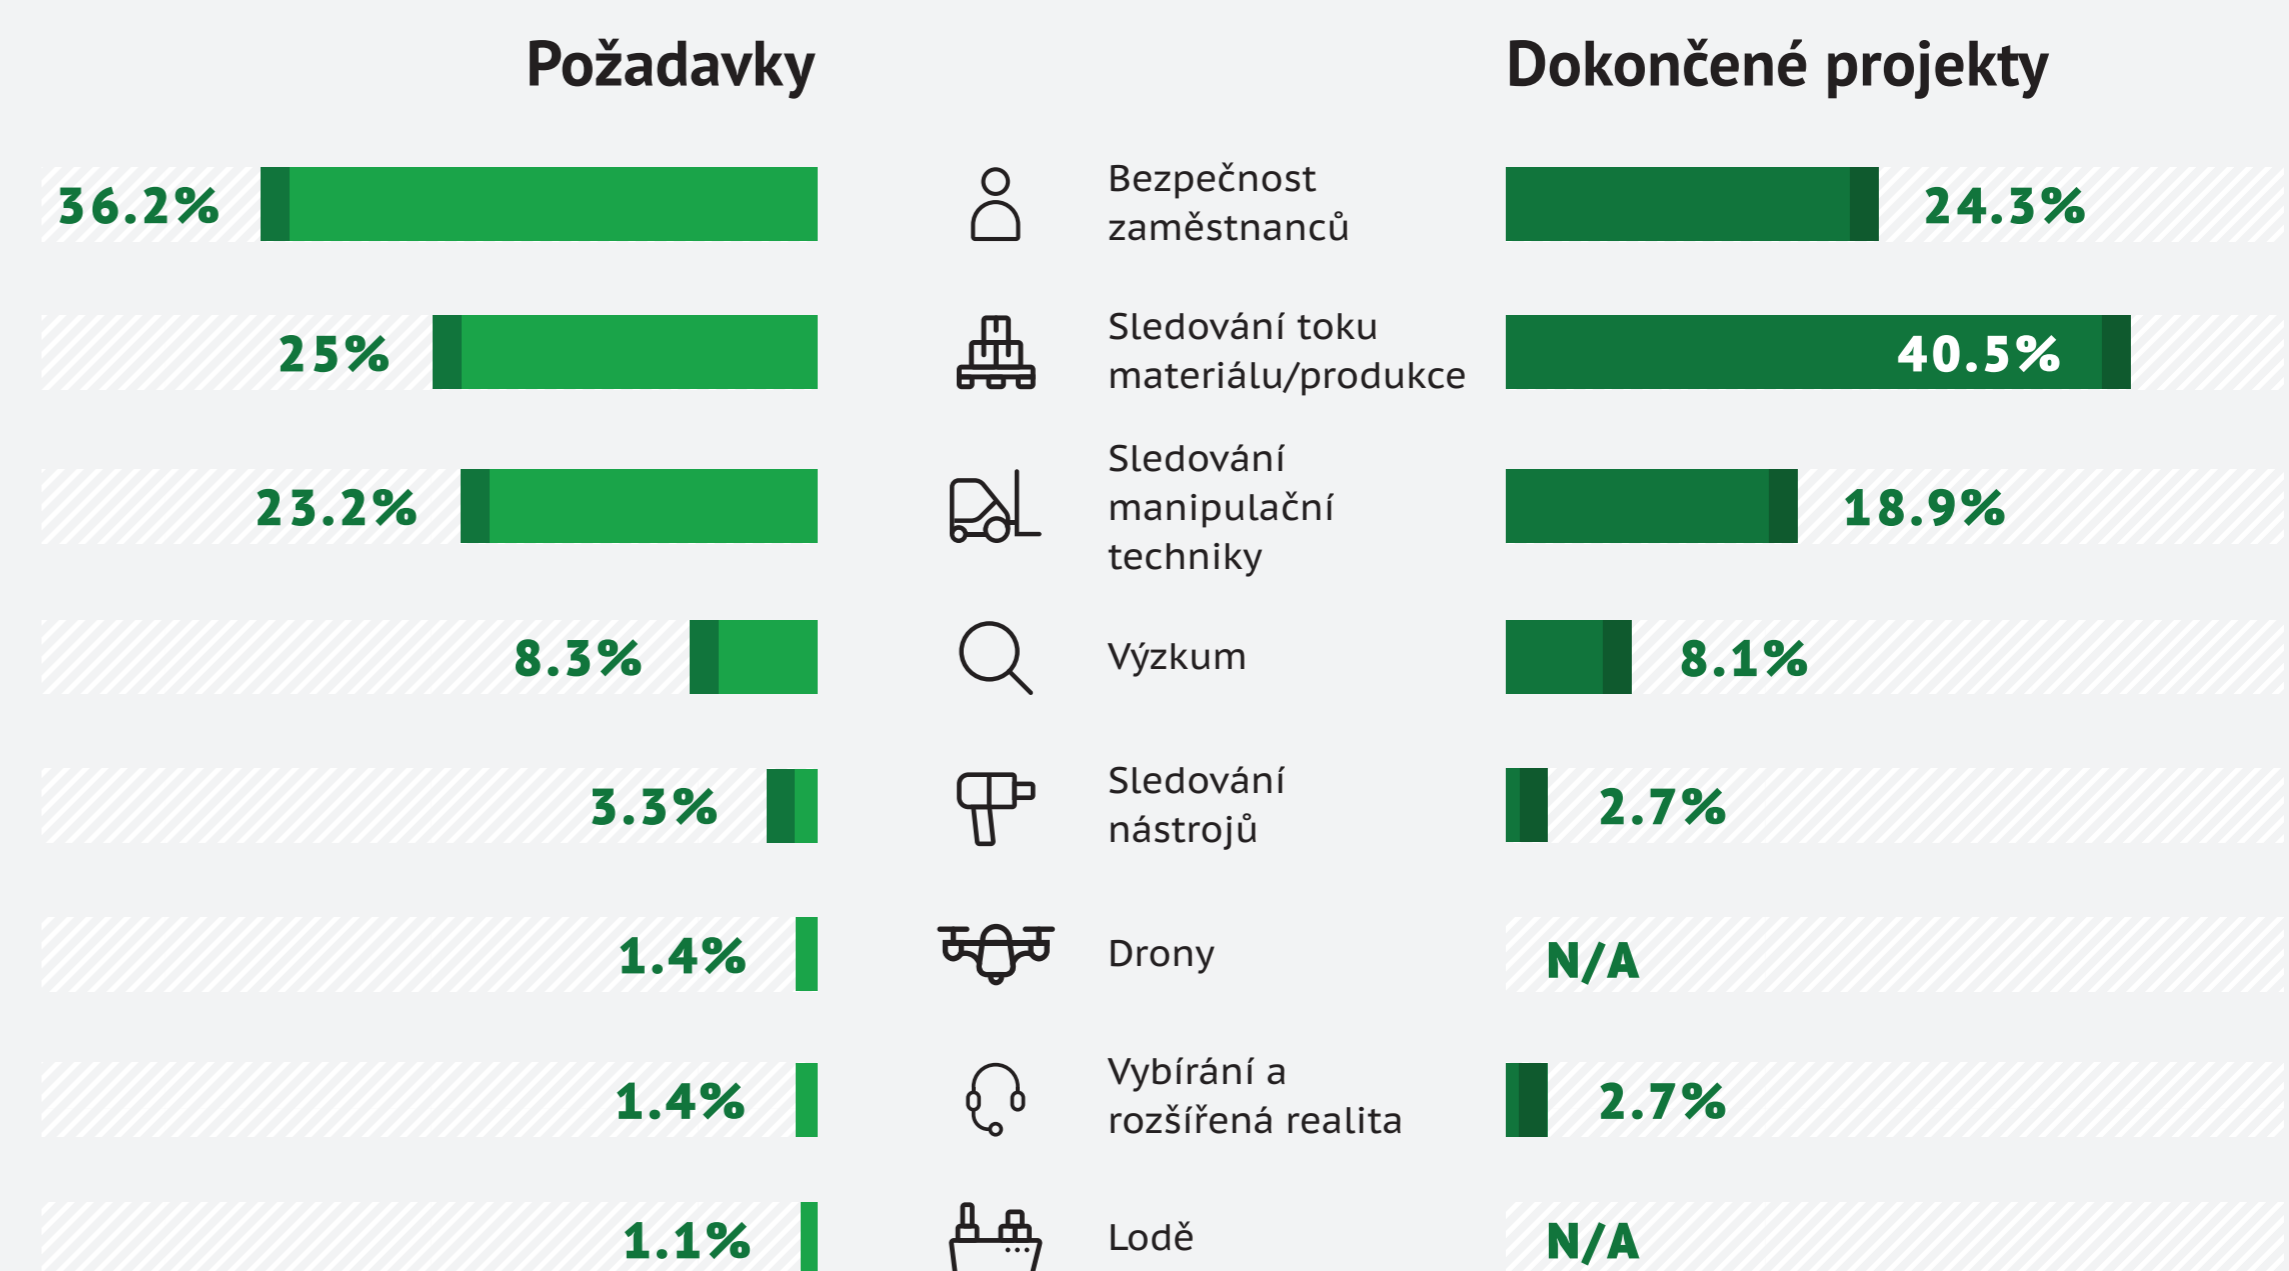 Požadavky
Dokončené projekty
36.2%
Bezpečnost
zaměstnanců
24.3%
25%
Sledování toku
materiálu/produkce
40.5%
23.2%
Sledování
manipulační
techniky
18.9%
8.3%
Výzkum
8.1%
3.3%
Sledování
nástrojů
2.7%
1.4%
Drony
N/A
1.4%
Vybírání a
rozšířená realita
2.7%
1.1%
Lodě
N/A